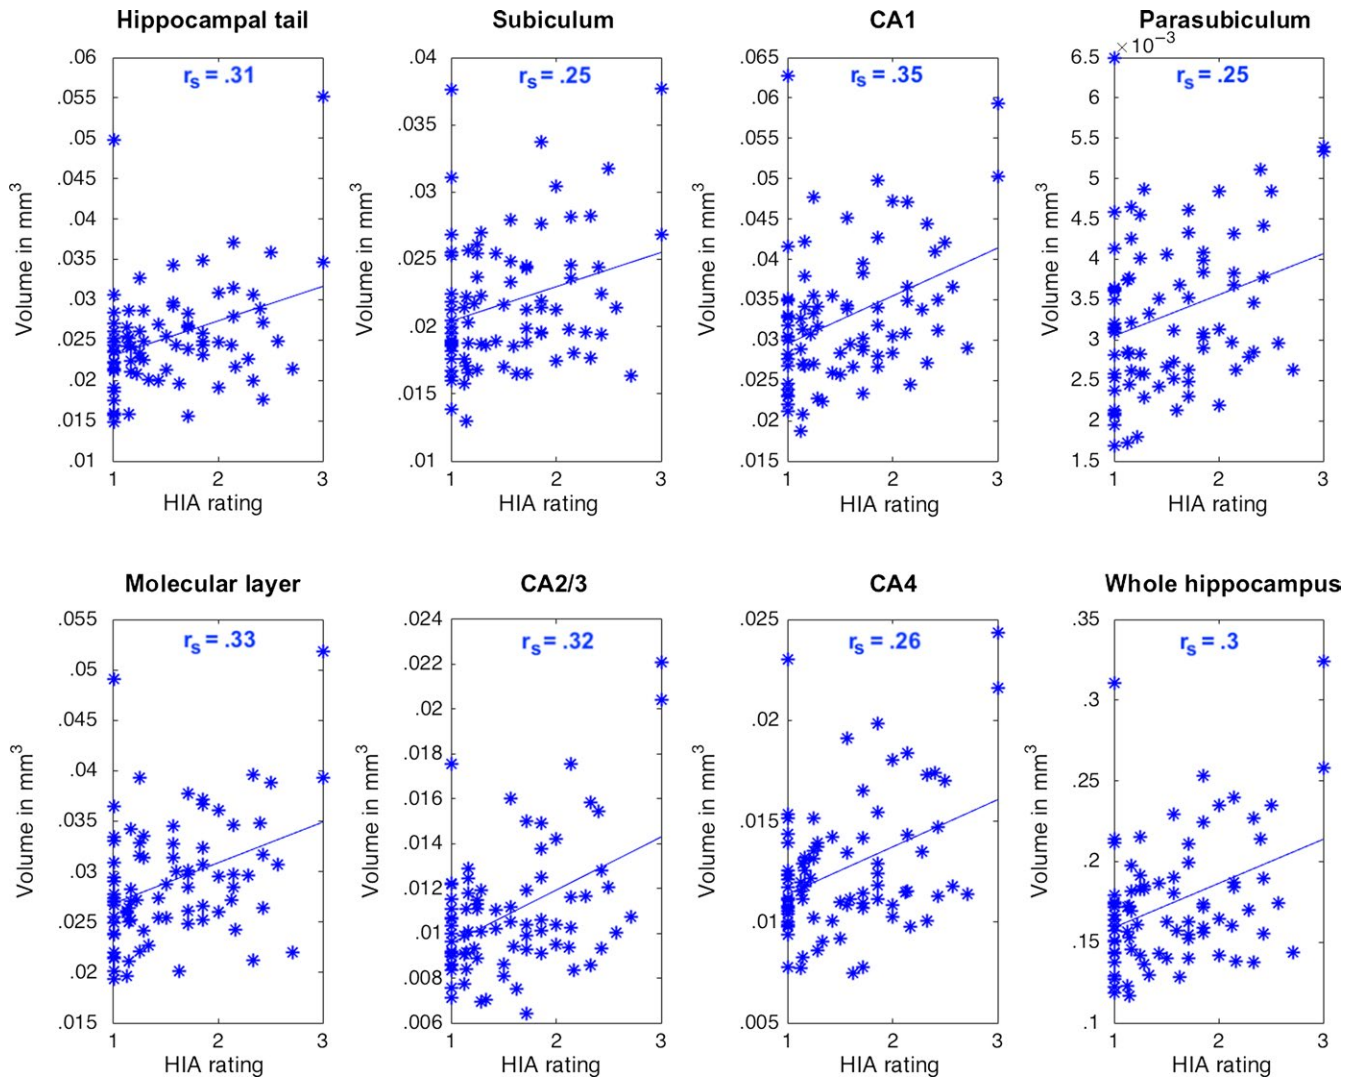 Hippocampal tail
rs = .31
Volume in mm3
.06
.055
.05
.045
.04
.035
.03
.025
.02
.015
.01
1 2 3
HIA rating
Subiculum
rs = .25
Volume in mm3
.04
.035
.03
.025
.02
.015
.01
1 2 3
HIA rating
CA1
rs = .35
Volume in mm3
.065
.06
.055
.05
.045
.04
.035
.03
.025
.02
.015
1 2 3
HIA rating
Parasubiculum
×10−3
rs = .25
Volume in mm3
6.5
6
5.5
5
4.5
4
3.5
3
2.5
2
1.5
1 2 3
HIA rating
Molecular layer
rs = .33
Volume in mm3
.055
.05
.045
.04
.035
.03
.025
.02
.015
1 2 3
HIA rating
CA2/3
rs = .32
Volume in mm3
.024
.022
.02
.018
.016
.014
.012
.01
.008
.006
1 2 3
HIA rating
CA4
rs = .26
Volume in mm3
.025
.02
.015
.01
.005
1 2 3
HIA rating
Whole hippocampus
rs = .3
Volume in mm3
.35
.3
.25
.2
.15
.1
1 2 3
HIA rating